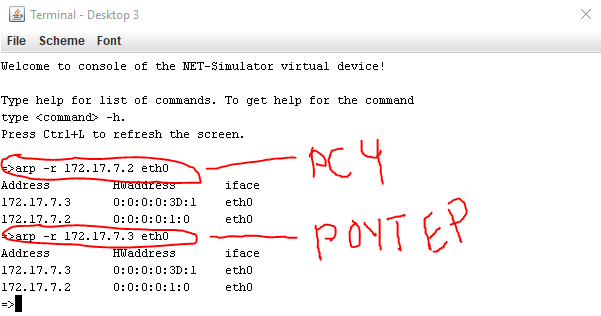 Terminal - Desktop 3
File Scheme Font
Welcome to console of the NET-Simulator virtual device!
Type help for list of commands. To get help for the command
type <command> -h.
Press Ctrl+L to refresh the screen.
=>arp -r 172.17.7.2 eth0
PC 4
Address HWaddress iface
172.17.7.3 0:0:0:0:3D:1 eth0
172.17.7.2 0:0:0:0:1:0 eth0
=>arp -r 172.17.7.3 eth0
РОУТЕР
Address HWaddress iface
172.17.7.3 0:0:0:0:3D:1 eth0
172.17.7.2 0:0:0:0:1:0 eth0
=>